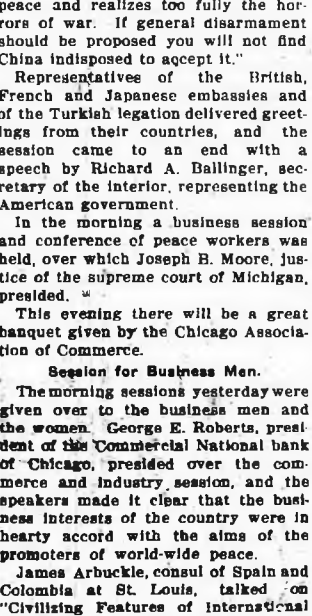 peace and realizes too fully the hor-
rors of war. If general disarmament
should be proposed you will not find
China indisposed to accept it."
Representatives of the British,
French and Japanese embassies and
of the Turkish legation delivered greet-
ings from their countries, and the
session came to an end with a
speech by Richard A. Ballinger, sec-
retary of the interior, representing the
American government.
In the morning a business session
and conference of peace workers was
held, over which Joseph B. Moore, jus-
tice of the supreme court of Michigan,
presided.
This evening there will be a great
banquet given by the Chicago Associa-
tion of Commerce.
Session for Business Men.
The morning sessions yesterday were
given over to the business men and
the women. George E. Roberts, presi-
dent of the Commercial National bank
of Chicago, presided over the com-
merce and industry session, and the
speakers made it clear that the busi-
ness interests of the country were in
hearty accord with the aims of the
promoters of world-wide peace.
James Arbuckle, consul of Spain and
Colombia at St. Louis, talked on
"Civilizing Features of International